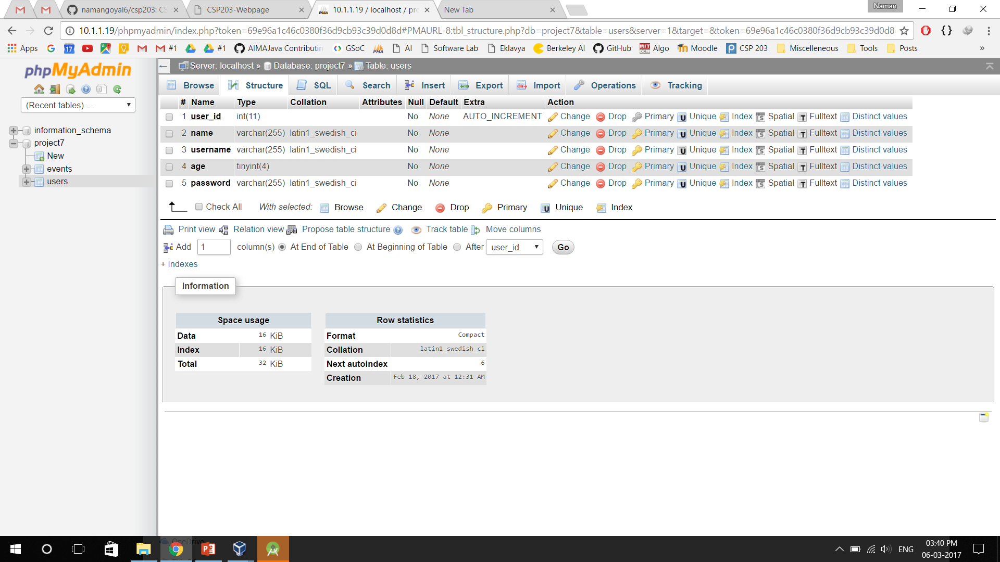 namangoyal6/csp203: CS
CSP203-Webpage
10.1.1.19 / localhost / pro
New Tab
Naman
10.1.1.19/phpmyadmin/index.php?token=69e96a1c46c0380f36d9cb93c39d0d8d#PMAURL-8:tbl_structure.php?db=project7&table=users&server=1&target=&token=69e96a1c46c0380f36d9cb93c39d0d8
Apps
17
#1
#1
AIMAJava Contributin
GSoC
PMA
AI
Software Lab
Eklavya
Berkeley AI
GitHub
MIT OCW
Algo
Moodle
CSP 203
Miscelleneous
Tools
Posts
»
phpMyAdmin
(Recent tables) ...
information_schema
project7
New
events
users
Server: localhost » Database: project7 » Table: users
Browse Structure SQL Search Insert Export Import Operations Tracking
# Name Type Collation Attributes Null Default Extra Action
1 user_id int(11) No None AUTO_INCREMENT Change Drop Primary Unique Index Spatial Fulltext Distinct values
2 name varchar(255) latin1_swedish_ci No None Change Drop Primary Unique Index Spatial Fulltext Distinct values
3 username varchar(255) latin1_swedish_ci No None Change Drop Primary Unique Index Spatial Fulltext Distinct values
4 age tinyint(4) No None Change Drop Primary Unique Index Spatial Fulltext Distinct values
5 password varchar(255) latin1_swedish_ci No None Change Drop Primary Unique Index Spatial Fulltext Distinct values
Check All With selected: Browse Change Drop Primary Unique Index
Print view Relation view Propose table structure Track table Move columns
Add 1 column(s) At End of Table At Beginning of Table After user_id Go
+ Indexes
Information
Space usage
Data 16 KiB
Index 16 KiB
Total 32 KiB
Row statistics
Format Compact
Collation latin1_swedish_ci
Next autoindex 6
Creation Feb 18, 2017 at 12:31 AM
OneDrive
ENG
03:40 PM
06-03-2017